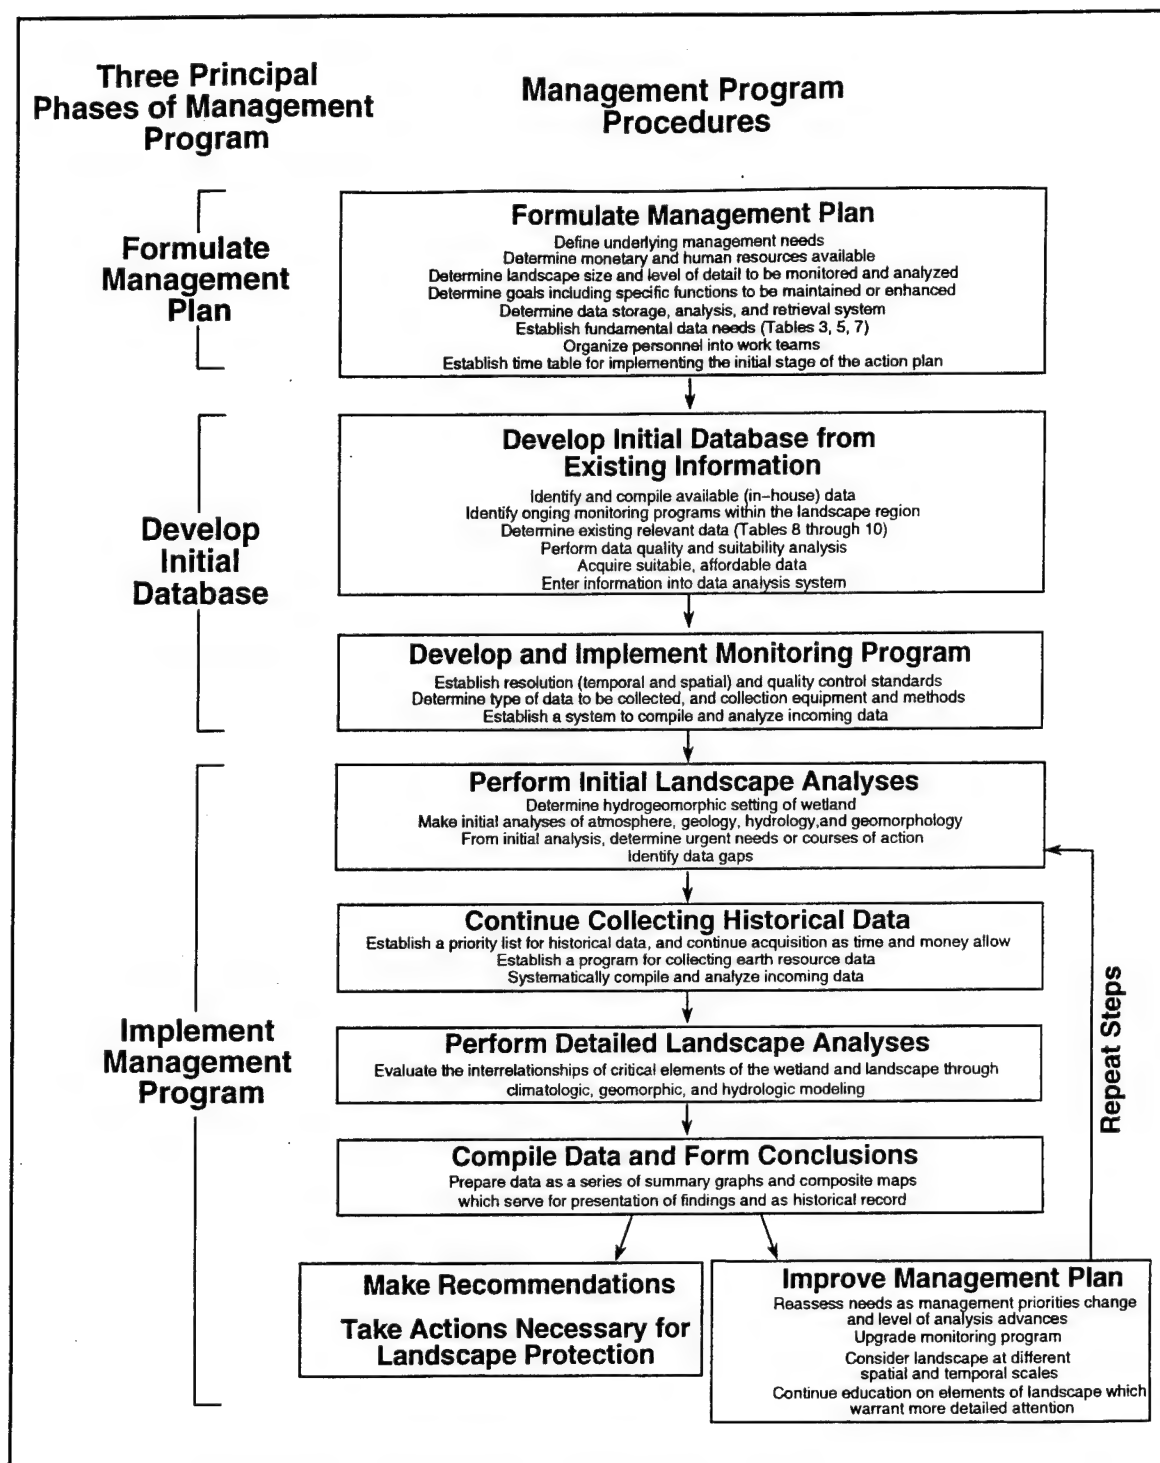 Three Principal
Phases of Management
Program
Management Program
Procedures
Formulate
Management
Plan
Formulate Management Plan
Define underlying management needs
Determine monetary and human resources available
Determine landscape size and level of detail to be monitored and analyzed
Determine goals including specific functions to be maintained or enhanced
Determine data storage, analysis, and retrieval system
Establish fundamental data needs (Tables 3, 5, 7)
Organize personnel into work teams
Establish time table for implementing the initial stage of the action plan
Develop
Initial
Database
Develop Initial Database from
Existing Information
Identify and compile available (in-house) data
Identify onging monitoring programs within the landscape region
Determine existing relevant data (Tables 8 through 10)
Perform data quality and suitability analysis
Acquire suitable, affordable data
Enter information into data analysis system
Develop and Implement Monitoring Program
Establish resolution (temporal and spatial) and quality control standards
Determine type of data to be collected, and collection equipment and methods
Establish a system to compile and analyze incoming data
Implement
Management
Program
Perform Initial Landscape Analyses
Determine hydrogeomorphic setting of wetland
Make initial analyses of atmosphere, geology, hydrology,and geomorphology
From initial analysis, determine urgent needs or courses of action
Identify data gaps
Continue Collecting Historical Data
Establish a priority list for historical data, and continue acquisition as time and money allow
Establish a program for collecting earth resource data
Systematically compile and analyze incoming data
Perform Detailed Landscape Analyses
Evaluate the interrelationships of critical elements of the wetland and landscape through
climatologic, geomorphic, and hydrologic modeling
Compile Data and Form Conclusions
Prepare data as a series of summary graphs and composite maps
which serve for presentation of findings and as historical record
Make Recommendations
Take Actions Necessary for
Landscape Protection
Improve Management Plan
Reassess needs as management priorities change
and level of analysis advances
Upgrade monitoring program
Consider landscape at different
spatial and temporal scales
Continue education on elements of landscape which
warrant more detailed attention
Repeat Steps